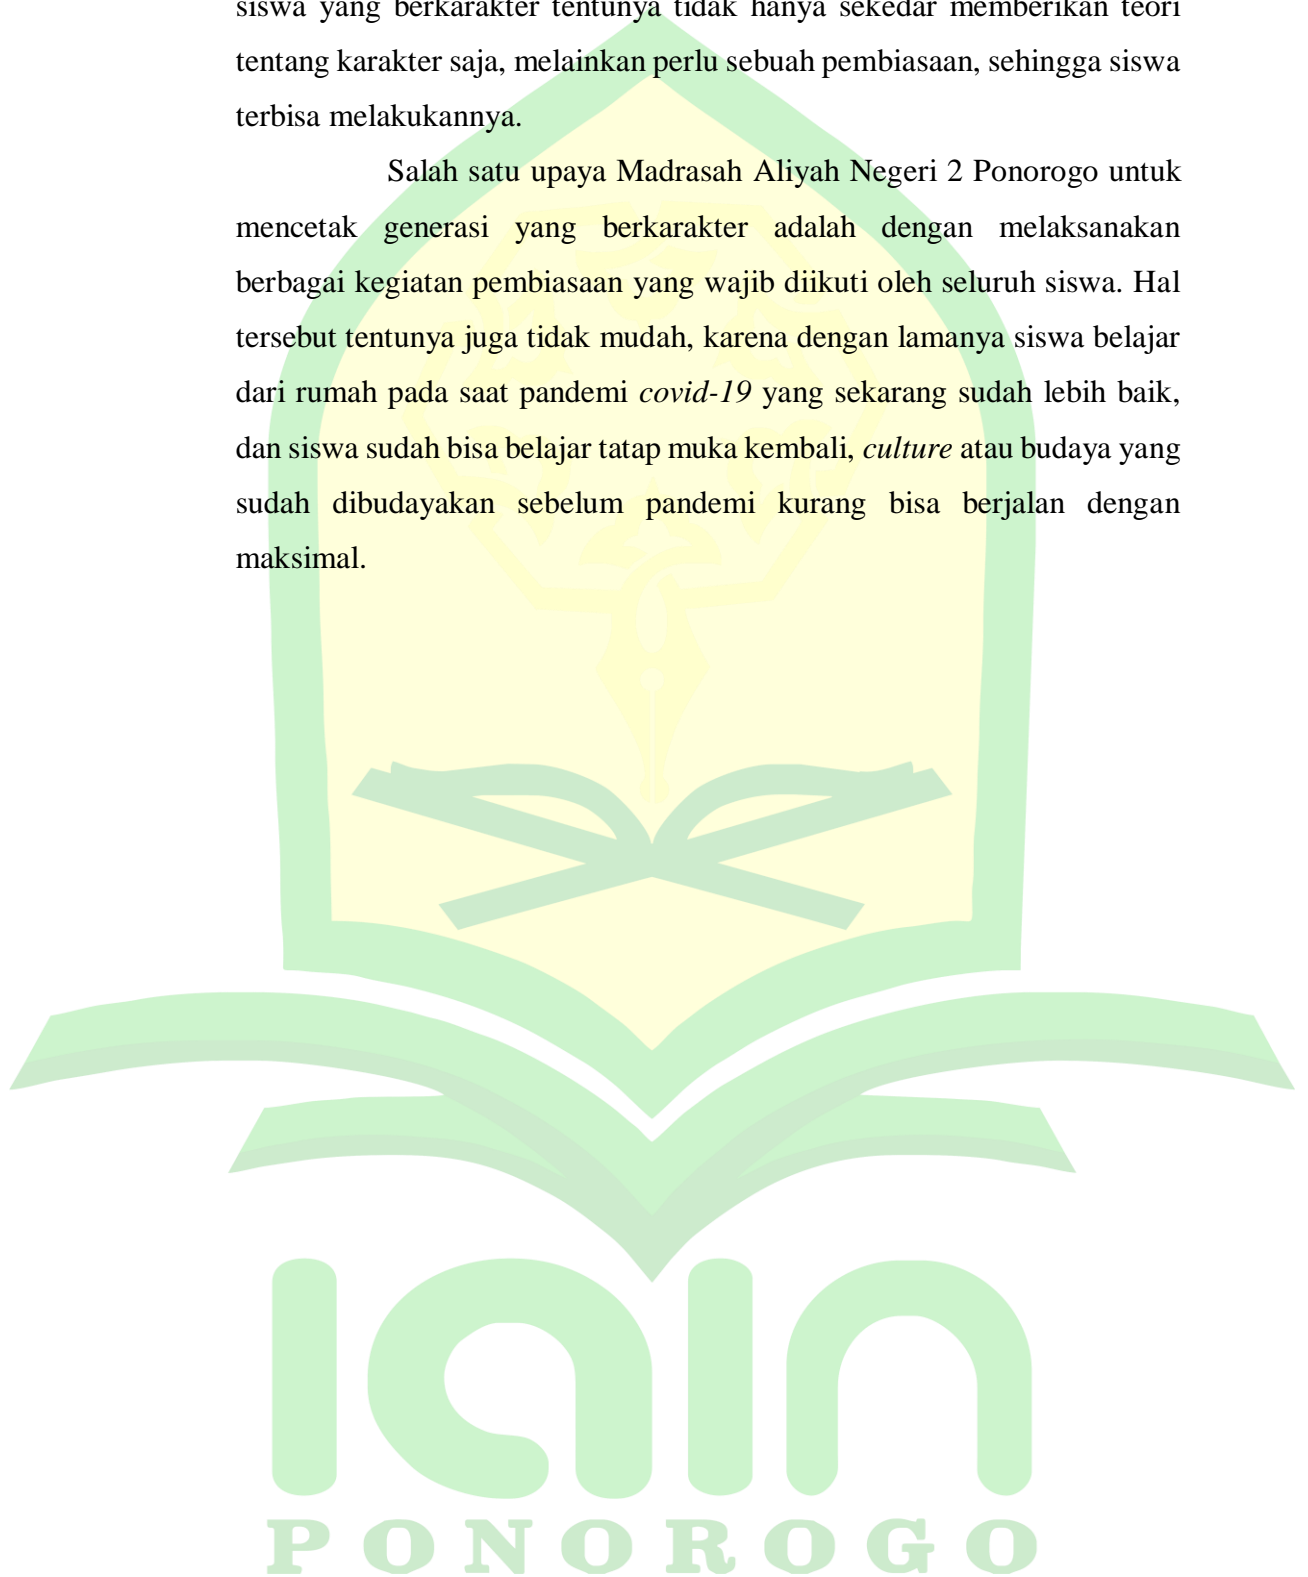 siswa yang berkarakter tentunya tidak hanya sekedar memberikan teori
tentang karakter saja, melainkan perlu sebuah pembiasaan, sehingga siswa
terbisa melakukannya.
Salah satu upaya Madrasah Aliyah Negeri 2 Ponorogo untuk
mencetak generasi yang berkarakter adalah dengan melaksanakan
berbagai kegiatan pembiasaan yang wajib diikuti oleh seluruh siswa. Hal
tersebut tentunya juga tidak mudah, karena dengan lamanya siswa belajar
dari rumah pada saat pandemi covid-19 yang sekarang sudah lebih baik,
dan siswa sudah bisa belajar tatap muka kembali, culture atau budaya yang
sudah dibudayakan sebelum pandemi kurang bisa berjalan dengan
maksimal.
iain
PONOROGO